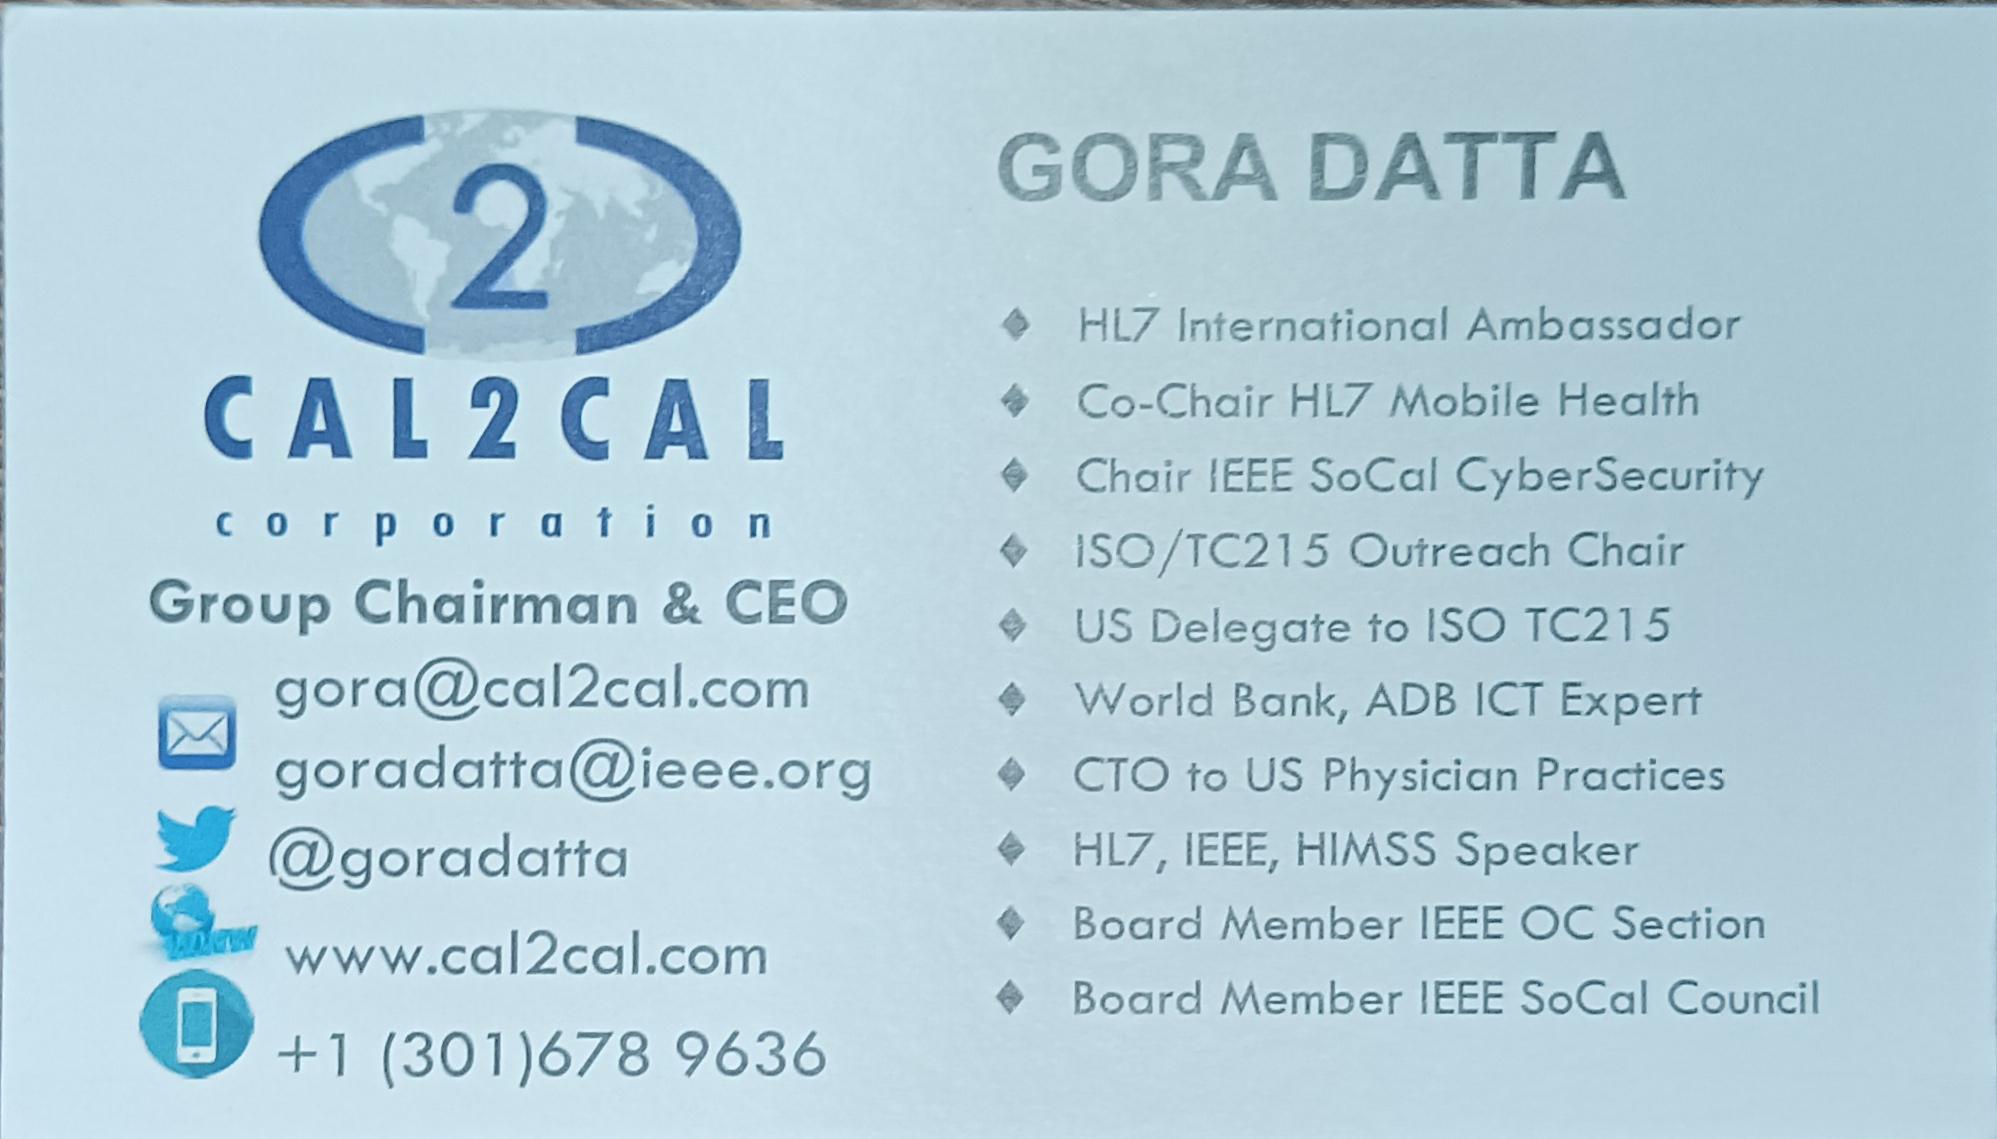 2
CAL2CAL
corporation
Group Chairman & CEO
gora@cal2cal.com
goradatta@ieee.org
@goradatta
www.cal2cal.com
+1 (301)678 9636
GORA DATTA
HL7 International Ambassador
Co-Chair HL7 Mobile Health
Chair IEEE SoCal CyberSecurity
ISO/TC215 Outreach Chair
US Delegate to ISO TC215
World Bank, ADB ICT Expert
CTO to US Physician Practices
HL7, IEEE, HIMSS Speaker
Board Member IEEE OC Section
Board Member IEEE SoCal Council